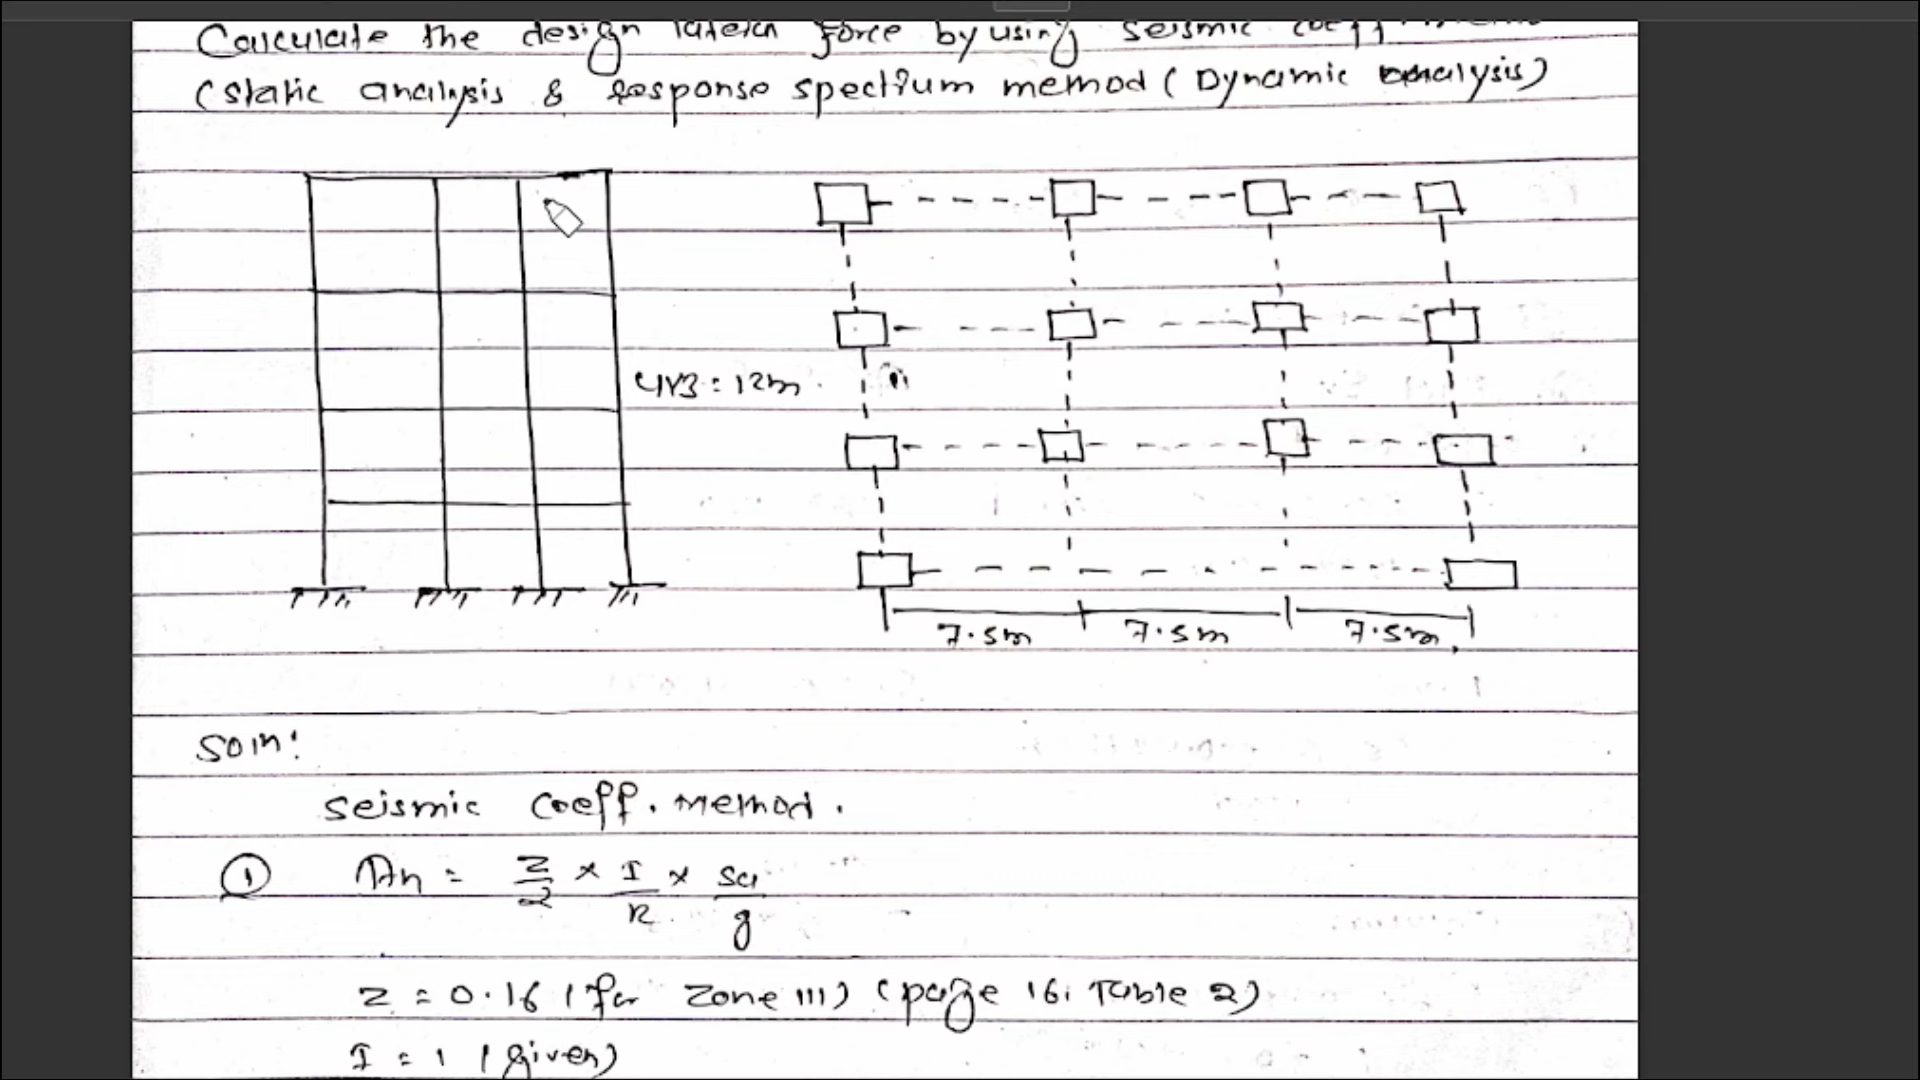 Calculate the design lateral force by using seismic coeff
(static analysis & Response spectrum method ( Dynamic analysis)
4x3 = 12m
7.5m 7.5m 7.5m
Soln:
Seismic Coeff. Method.
① Ah = Z/2 x I/R x Sa/g
Z = 0.16 ( for Zone III) (page 16, Table 2)
I = 1 (given)